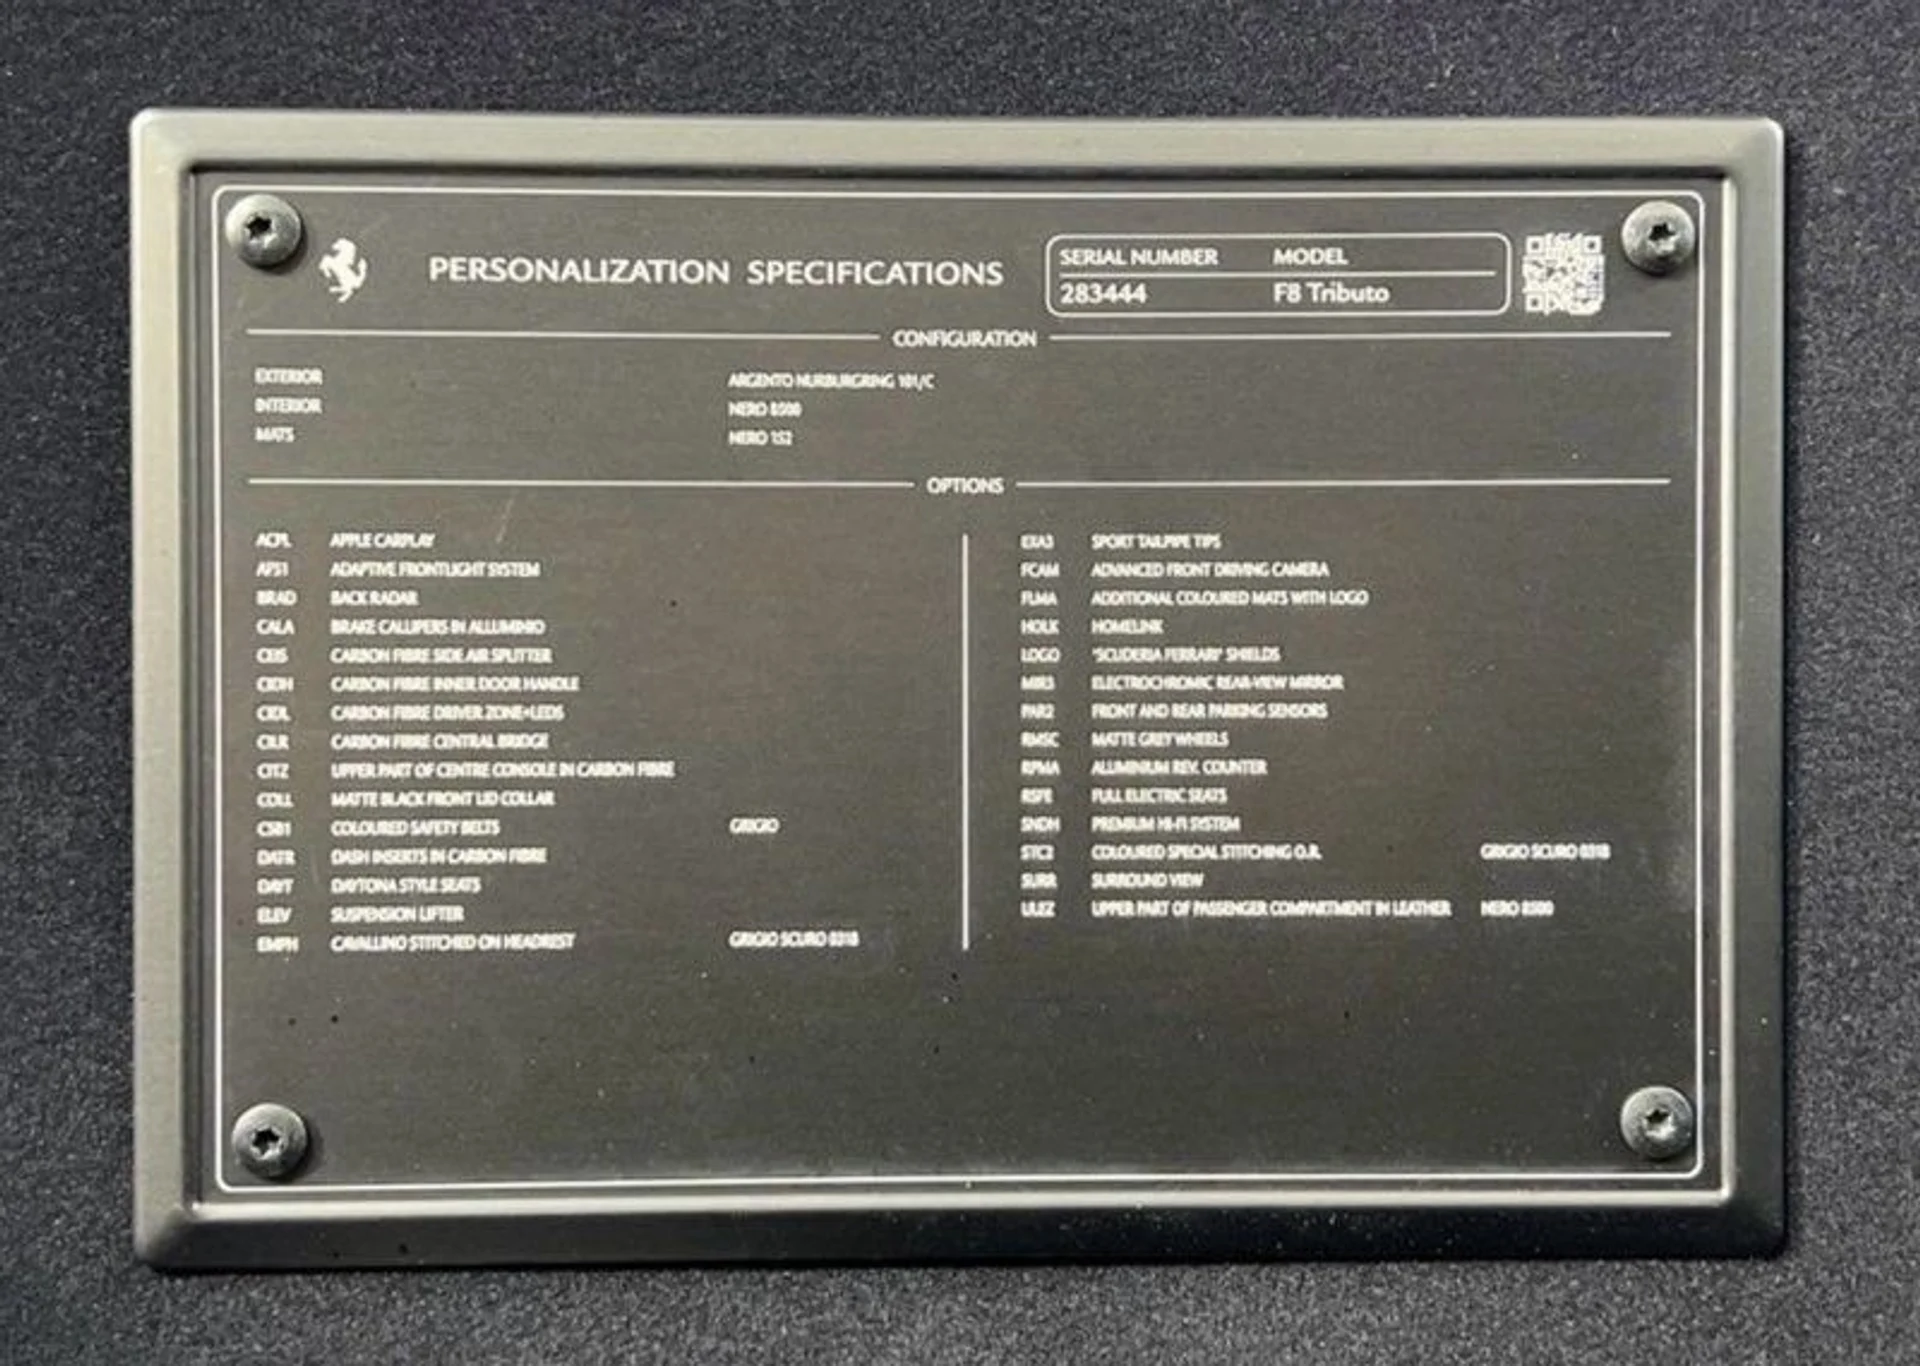 PERSONALIZATION SPECIFICATIONS
SERIAL NUMBER MODEL
283444 F8 Tributo
CONFIGURATION
EXTERIOR ARGENTO NURBURGRING 101/C
INTERIOR NERO 8500
MATS NERO 152
OPTIONS
ACPL APPLE CARPLAY
AFS1 ADAPTIVE FRONTLIGHT SYSTEM
BRAD BACK RADAR
CALA BRAKE CALLIPERS IN ALLUMINIO
CEIS CARBON FIBRE SIDE AIR SPLITTER
CIDH CARBON FIBRE INNER DOOR HANDLE
CARBON FIBRE DRIVER ZONE+LEDS
CILR CARBON FIBRE CENTRAL BRIDGE
CITZ UPPER PART OF CENTRE CONSOLE IN CARBON FIBRE
COLL MATTE BLACK FRONT LID COLLAR
CSB1 COLOURED SAFETY BELTS GRIGIO
DATR DASH INSERTS IN CARBON FIBRE
DAYT DAYTONA STYLE SEATS
ELEV SUSPENSION LIFTER
EMPH CAVALLINO STITCHED ON HEADREST GRIGIO SCURO 0318
EXA3 SPORT TAILPIPE TIPS
FCAM ADVANCED FRONT DRIVING CAMERA
FLMA ADDITIONAL COLOURED MATS WITH LOGO
HOLK HOMELINK
LOGO "SCUDERIA FERRARI" SHIELDS
MIR3 ELECTROCHROMIC REAR-VIEW MIRROR
PAR2 FRONT AND REAR PARKING SENSORS
RMSC MATTE GREY WHEELS
RPMA ALUMINIUM REV. COUNTER
RSFE FULL ELECTRIC SEATS
SNDH PREMIUM HI-FI SYSTEM
STC2 COLOURED SPECIAL STITCHING O.R. GRIGIO SCURO 0318
SURR SURROUND VIEW
ULEZ UPPER PART OF PASSENGER COMPARTMENT IN LEATHER NERO 8500